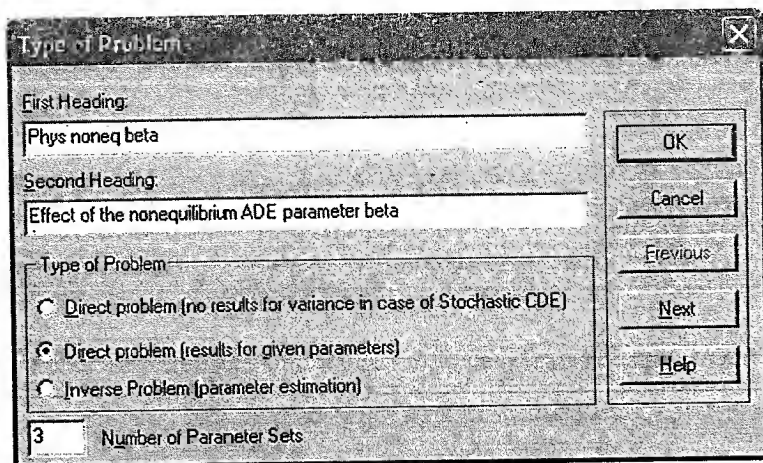 Type of Problem
First Heading:
Phys noneq beta
Second Heading:
Effect of the nonequilibrium ADE parameter beta
Type of Problem
Direct problem (no results for variance in case of Stochastic CDE)
Direct problem (results for given parameters)
Inverse Problem (parameter estimation)
3 Number of Parameter Sets
OK
Cancel
Previous
Next
Help